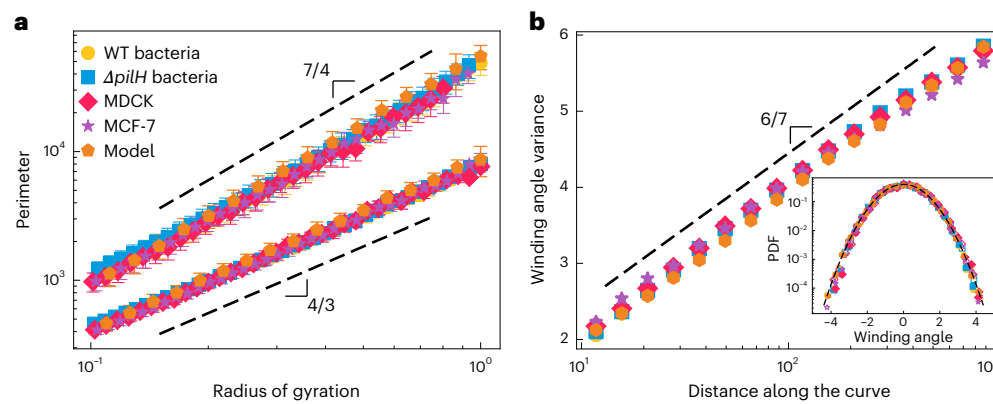 a
WT bacteria
ΔpilH bacteria
MDCK
MCF-7
Model
7/4
4/3
10⁴
10³
Perimeter
10⁻¹
10⁰
Radius of gyration
b
6/7
6
5
4
3
2
Winding angle variance
10¹
10²
Distance along the curve
10⁻¹
10⁻²
10⁻³
10⁻⁴
PDF
-4
-2
0
2
4
Winding angle